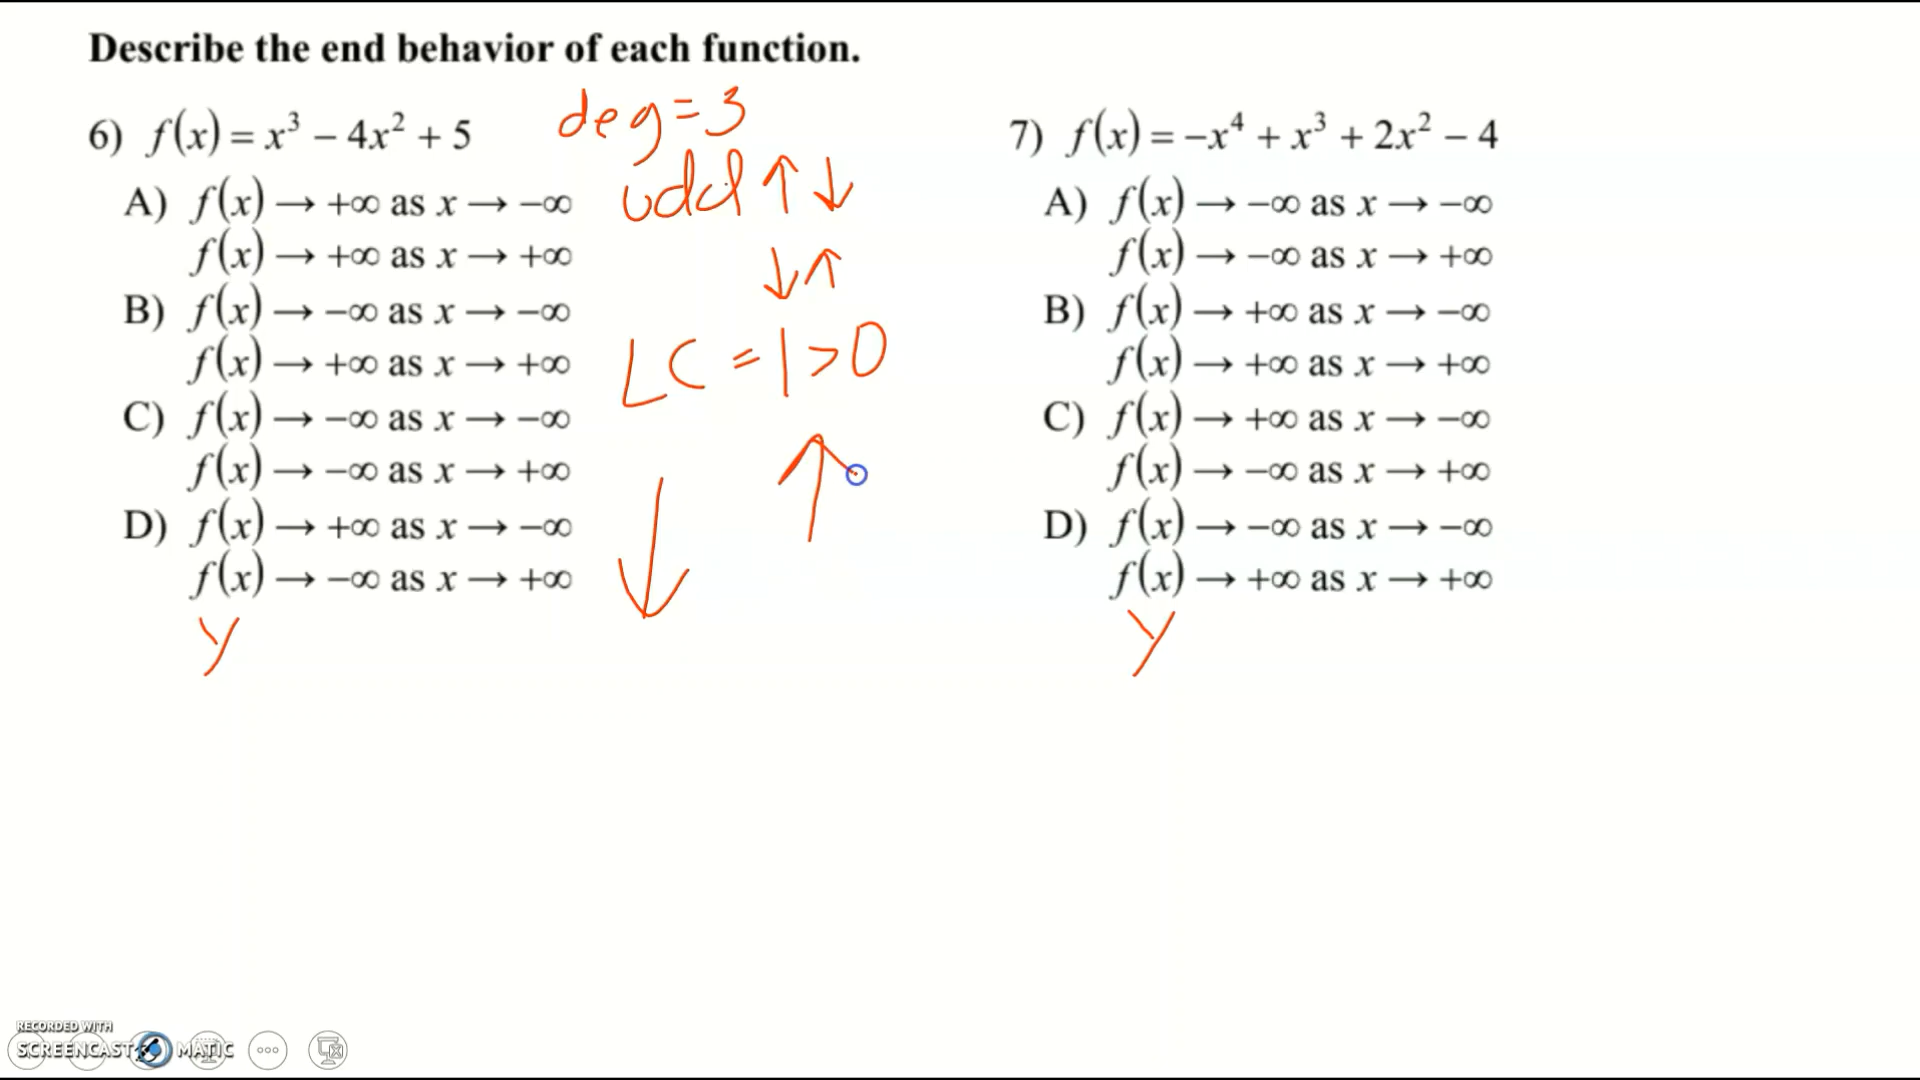 Describe the end behavior of each function.
6) f(x) = x³ − 4x² + 5
A) f(x) → +∞ as x → −∞
f(x) → +∞ as x → +∞
B) f(x) → −∞ as x → −∞
f(x) → +∞ as x → +∞
C) f(x) → −∞ as x → −∞
f(x) → −∞ as x → +∞
D) f(x) → +∞ as x → −∞
f(x) → −∞ as x → +∞
y
deg = 3
odd ↑ ↓
↓ ↑
LC = 1 > 0
↓ ↑
7) f(x) = −x⁴ + x³ + 2x² − 4
A) f(x) → −∞ as x → −∞
f(x) → −∞ as x → +∞
B) f(x) → +∞ as x → −∞
f(x) → +∞ as x → +∞
C) f(x) → +∞ as x → −∞
f(x) → −∞ as x → +∞
D) f(x) → −∞ as x → −∞
f(x) → +∞ as x → +∞
y
RECORDED WITH
SCREENCAST MATIC